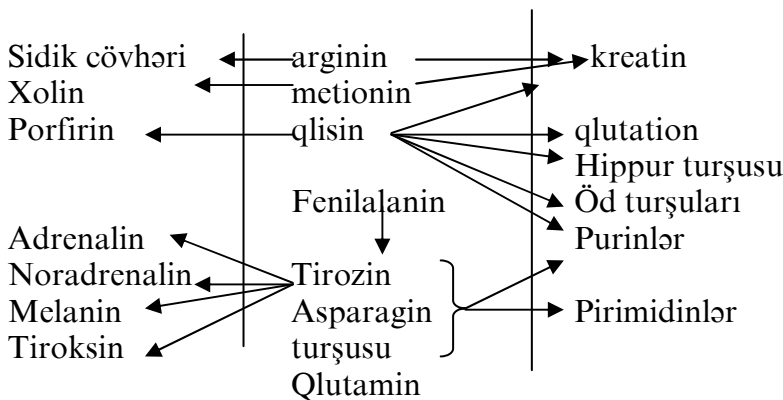 Sidik cövhəri arginin kreatin
Xolin metionin
Porfirin qlisin qlutation
Hippur turşusu
Fenilalanin Öd turşuları
Adrenalin Purinlər
Noradrenalin Tirozin
Melanin Asparagin Pirimidinlər
Tiroksin turşusu
Qlutamin